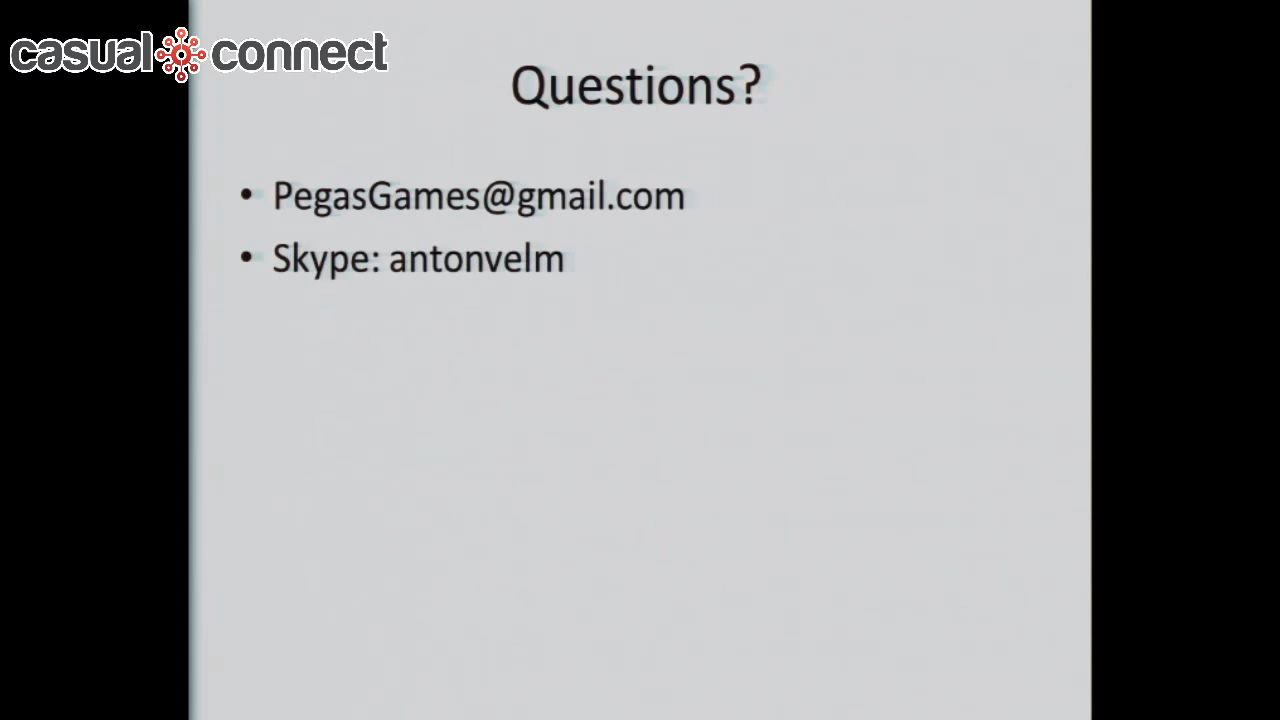 casual connect
Questions?
• PegasGames@gmail.com
• Skype: antonvelm